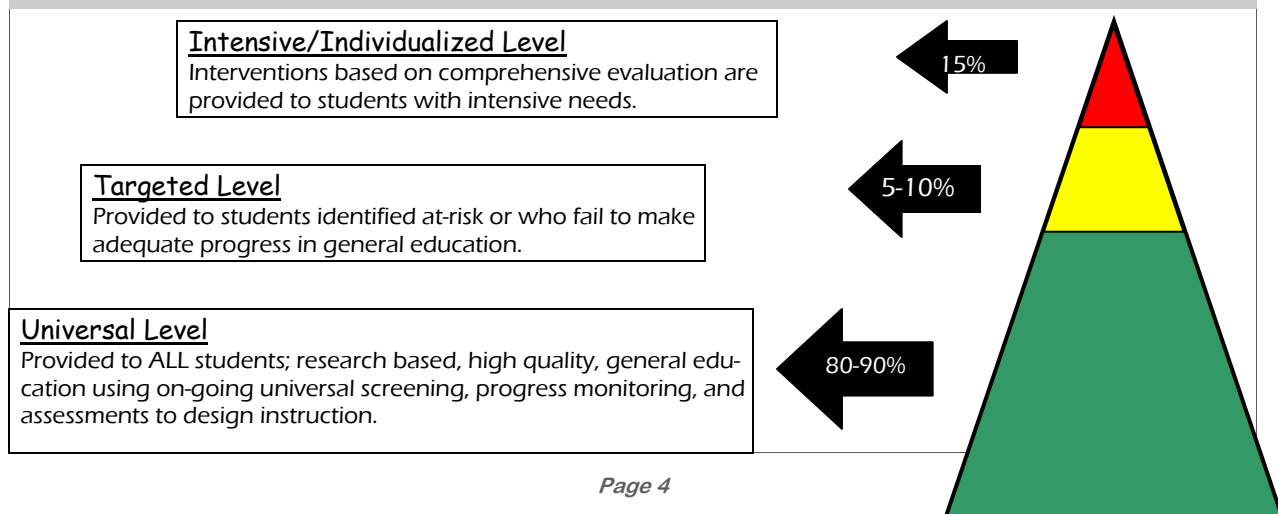 Intensive/Individualized Level
Interventions based on comprehensive evaluation are
provided to students with intensive needs.
15%
Targeted Level
Provided to students identified at-risk or who fail to make
adequate progress in general education.
5-10%
Universal Level
Provided to ALL students; research based, high quality, general edu-
cation using on-going universal screening, progress monitoring, and
assessments to design instruction.
80-90%
Page 4